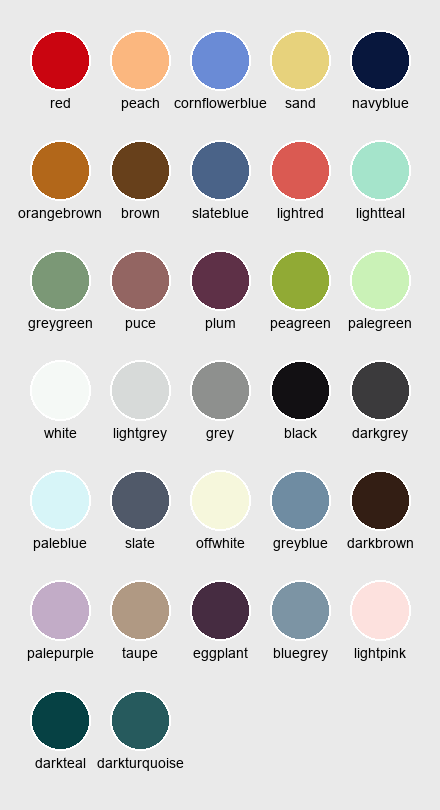 red peach cornflowerblue sand navyblue
orangebrown brown slateblue lightred lightteal
greygreen puce plum peagreen palegreen
white lightgrey grey black darkgrey
paleblue slate offwhite greyblue darkbrown
palepurple taupe eggplant bluegrey lightpink
darkteal darkturquoise